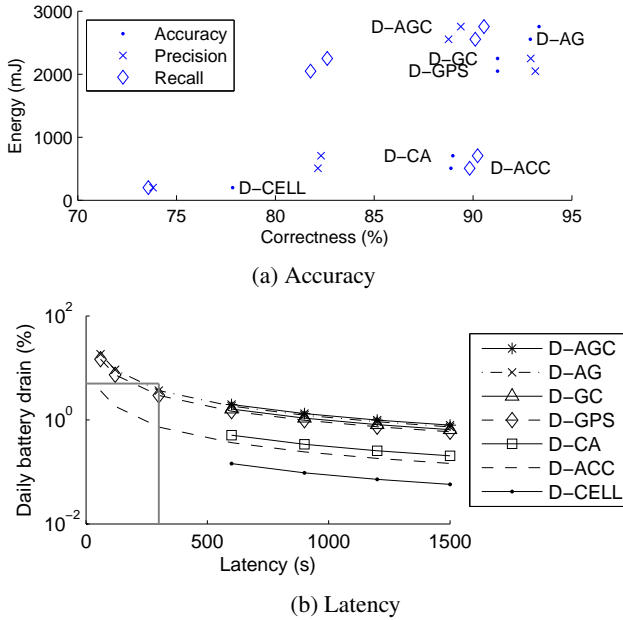 3000
2000
1000
0
Energy (mJ)
Accuracy
Precision
Recall
D−AGC
D−AG
D−GC
D−GPS
D−CA
D−ACC
D−CELL
70 75 80 85 90 95
Correctness (%)
(a) Accuracy
10^2
10^0
10^−2
Daily battery drain (%)
0 500 1000 1500
Latency (s)
D−AGC
D−AG
D−GC
D−GPS
D−CA
D−ACC
D−CELL
(b) Latency